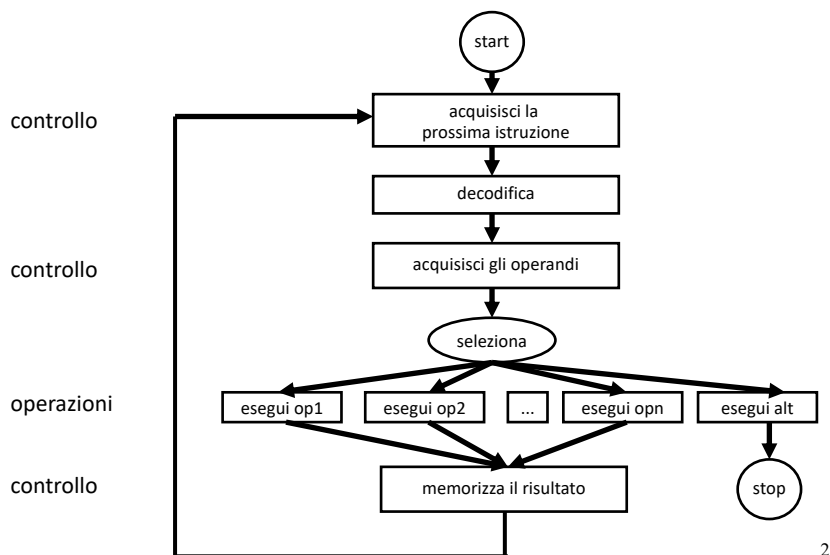 start
controllo
acquisisci la
prossima istruzione
decodifica
controllo
acquisisci gli operandi
seleziona
operazioni
esegui op1
esegui op2
...
esegui opn
esegui alt
controllo
memorizza il risultato
stop
2